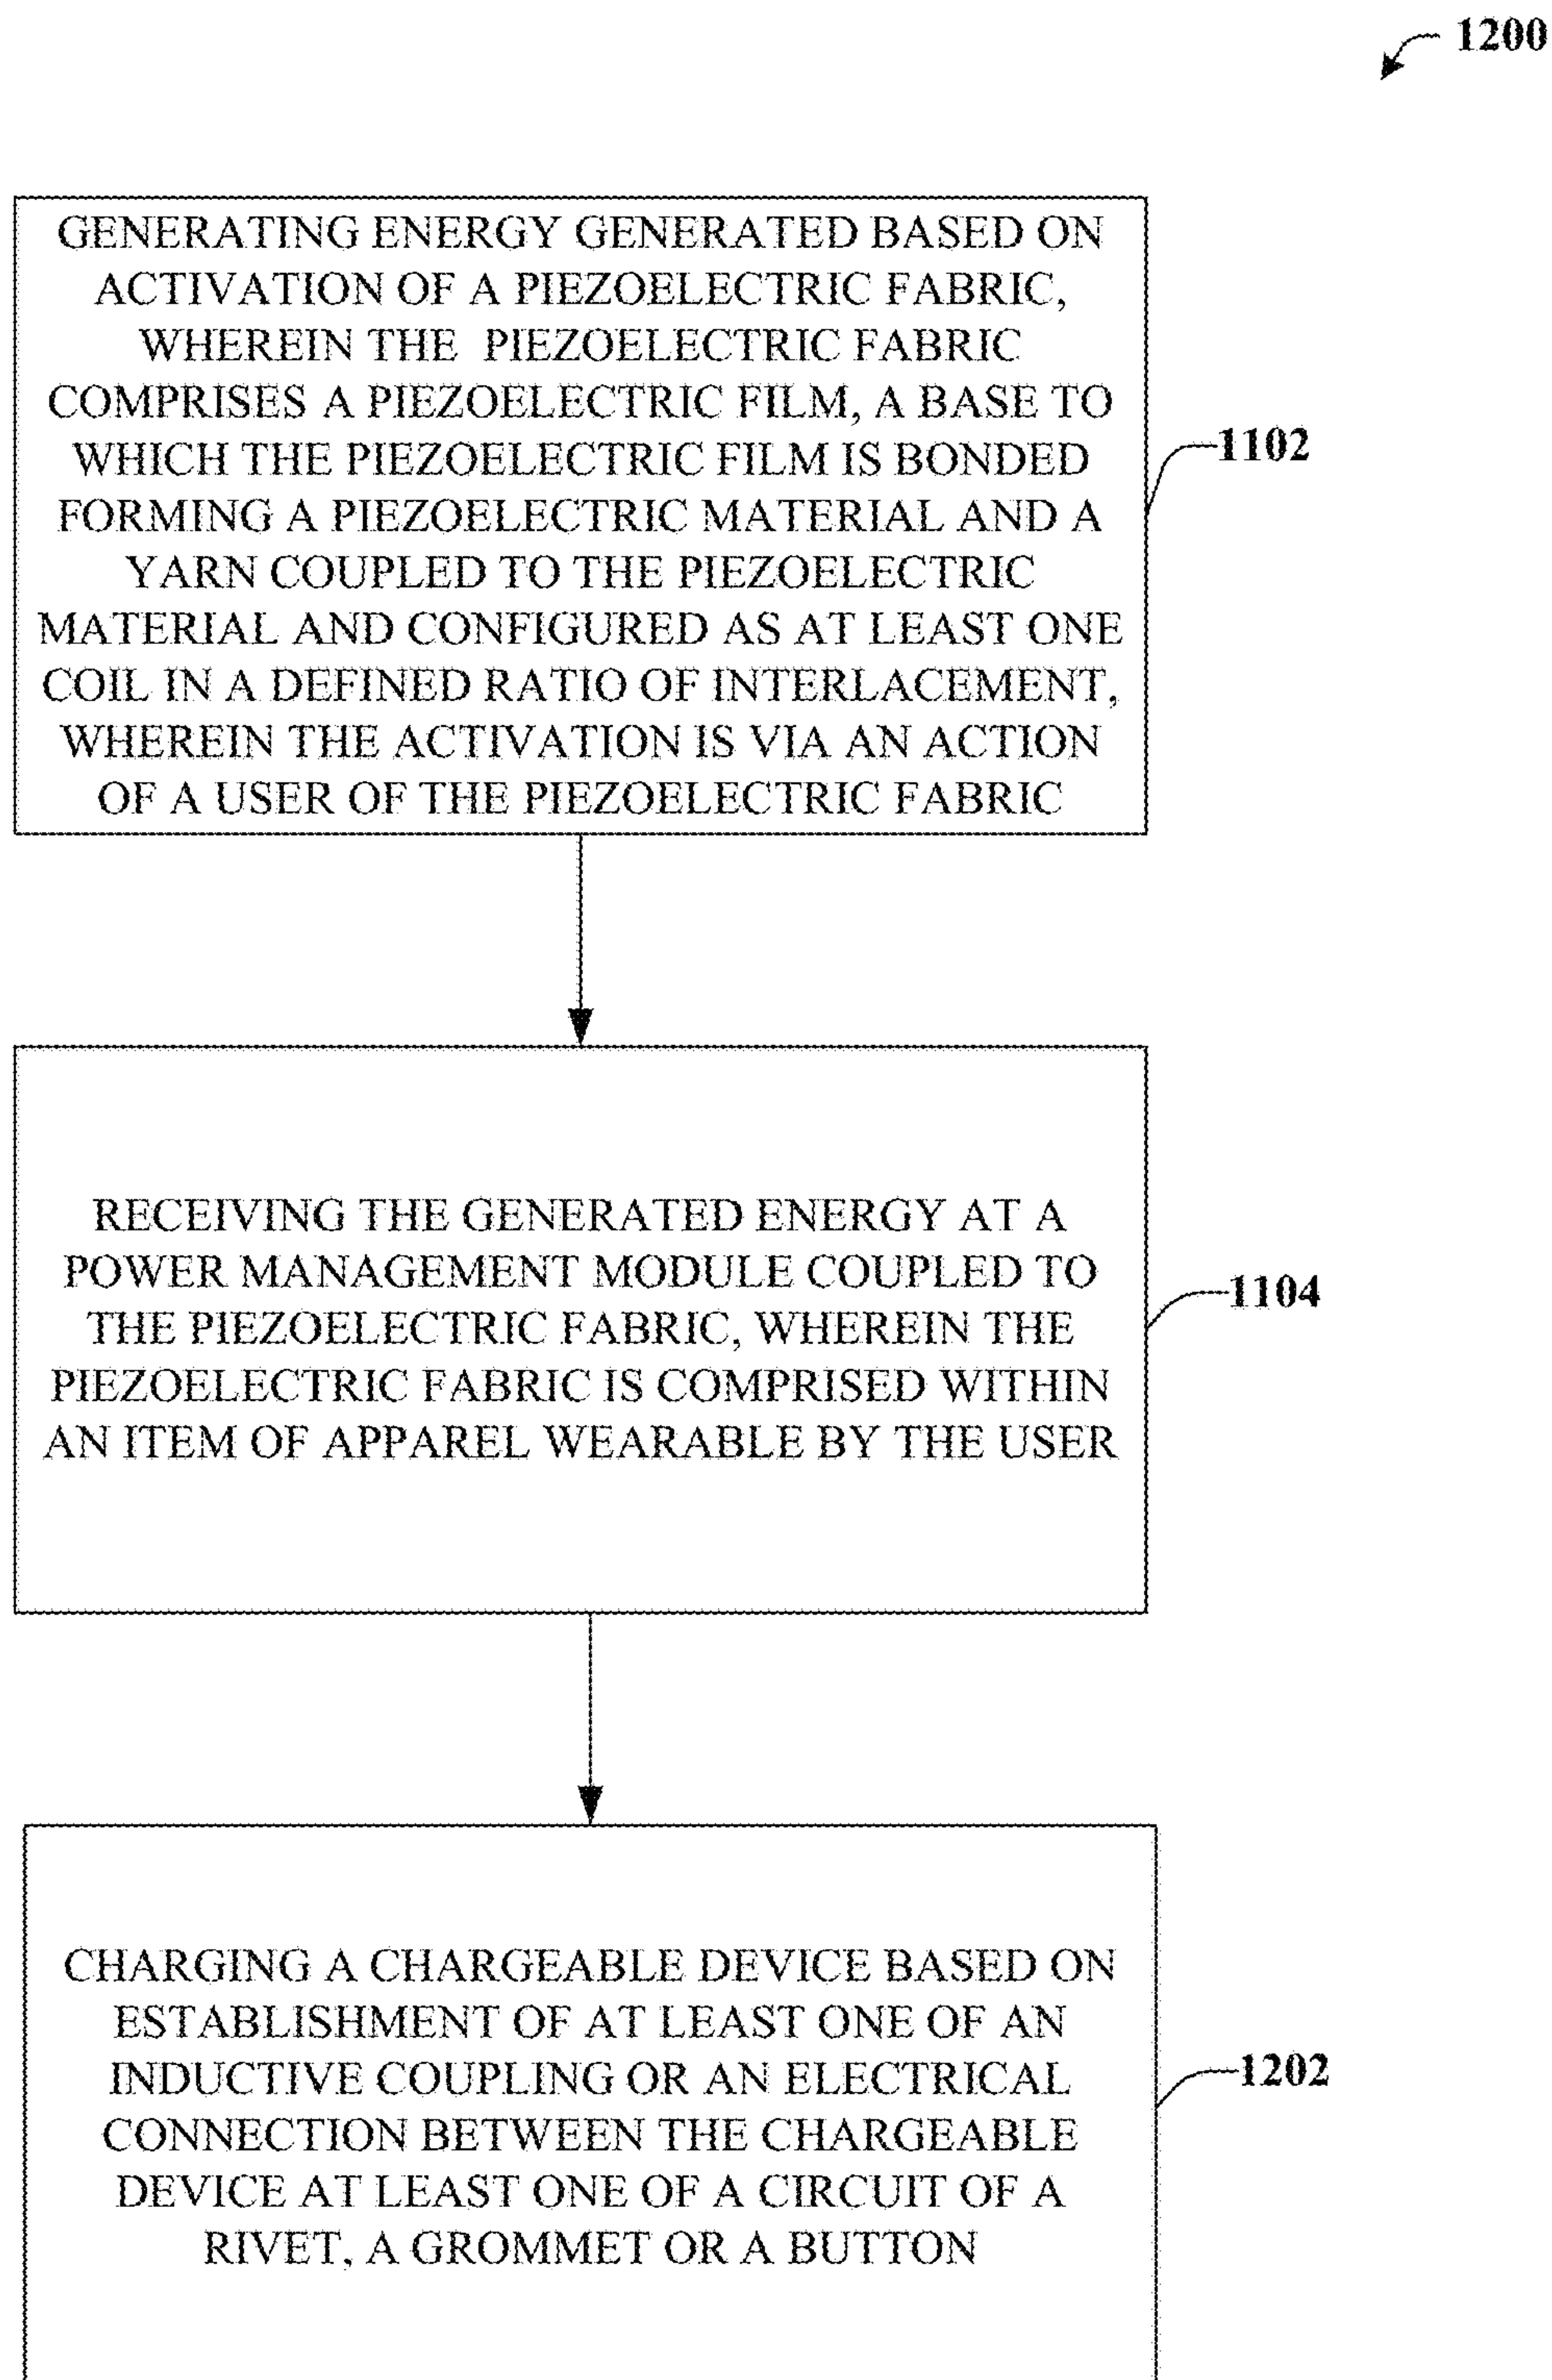 1200
GENERATING ENERGY GENERATED BASED ON
ACTIVATION OF A PIEZOELECTRIC FABRIC,
WHEREIN THE PIEZOELECTRIC FABRIC
COMPRISES A PIEZOELECTRIC FILM, A BASE TO
WHICH THE PIEZOELECTRIC FILM IS BONDED
FORMING A PIEZOELECTRIC MATERIAL AND A
YARN COUPLED TO THE PIEZOELECTRIC
MATERIAL AND CONFIGURED AS AT LEAST ONE
COIL IN A DEFINED RATIO OF INTERLACEMENT,
WHEREIN THE ACTIVATION IS VIA AN ACTION
OF A USER OF THE PIEZOELECTRIC FABRIC
1102
RECEIVING THE GENERATED ENERGY AT A
POWER MANAGEMENT MODULE COUPLED TO
THE PIEZOELECTRIC FABRIC, WHEREIN THE
PIEZOELECTRIC FABRIC IS COMPRISED WITHIN
AN ITEM OF APPAREL WEARABLE BY THE USER
1104
CHARGING A CHARGEABLE DEVICE BASED ON
ESTABLISHMENT OF AT LEAST ONE OF AN
INDUCTIVE COUPLING OR AN ELECTRICAL
CONNECTION BETWEEN THE CHARGEABLE
DEVICE AT LEAST ONE OF A CIRCUIT OF A
RIVET, A GROMMET OR A BUTTON
1202